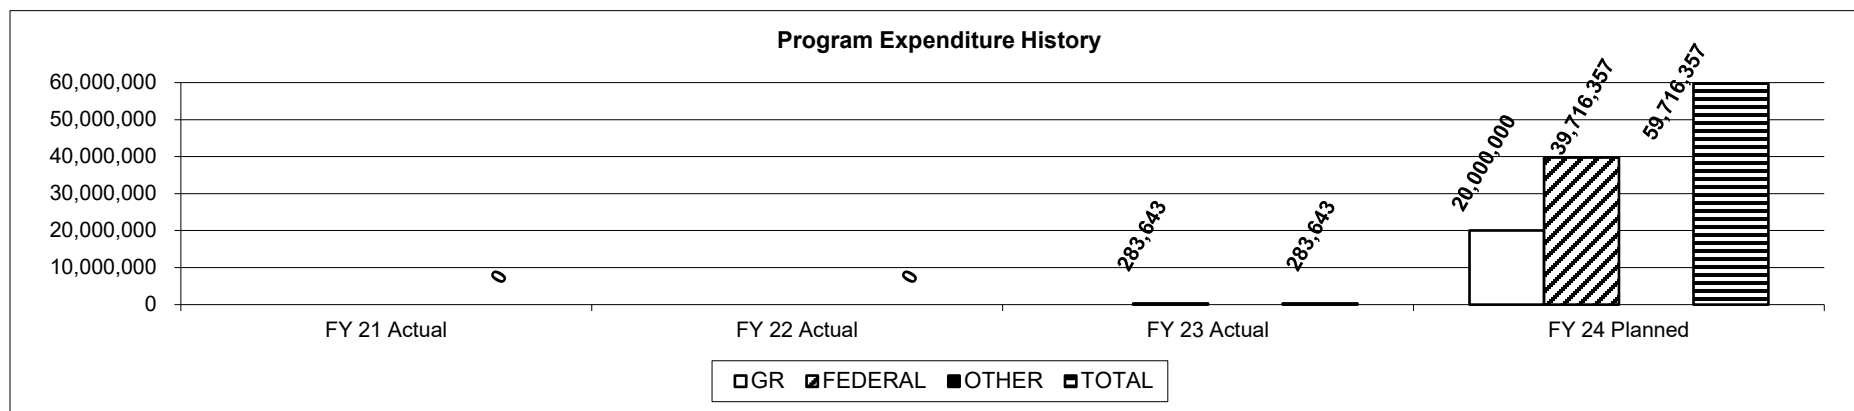 Program Expenditure History
60,000,000
50,000,000
40,000,000
30,000,000
20,000,000
10,000,000
0
0
0
283,643
283,643
20,000,000
39,716,357
59,716,357
FY 21 Actual
FY 22 Actual
FY 23 Actual
FY 24 Planned
GR
FEDERAL
OTHER
TOTAL